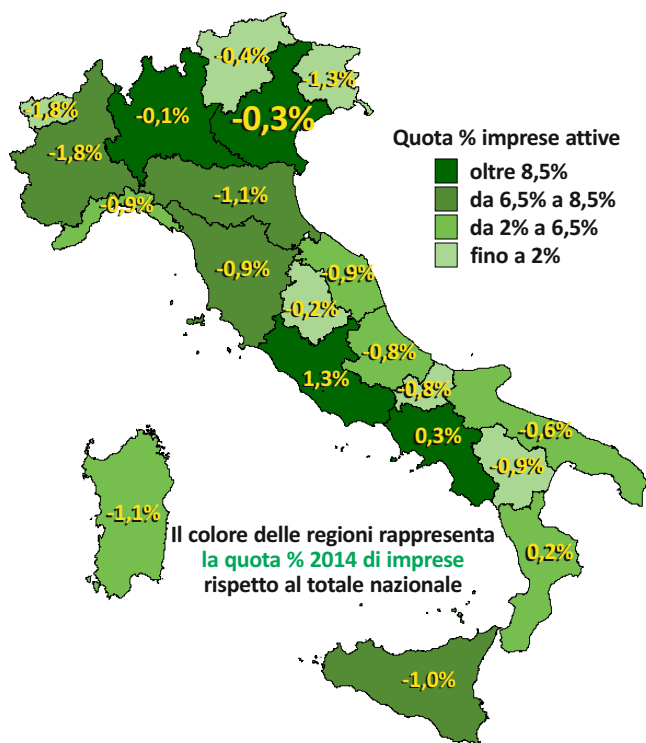 -0,4%
-1,3%
-1,8%
-0,1%
-0,3%
-1,8%
Quota % imprese attive
oltre 8,5%
da 6,5% a 8,5%
da 2% a 6,5%
fino a 2%
-1,1%
-0,9%
-0,9%
-0,9%
-0,2%
-0,8%
1,3%
-0,8%
0,3%
-0,6%
-0,9%
-1,1%
Il colore delle regioni rappresenta
la quota % 2014 di imprese
rispetto al totale nazionale
0,2%
-1,0%